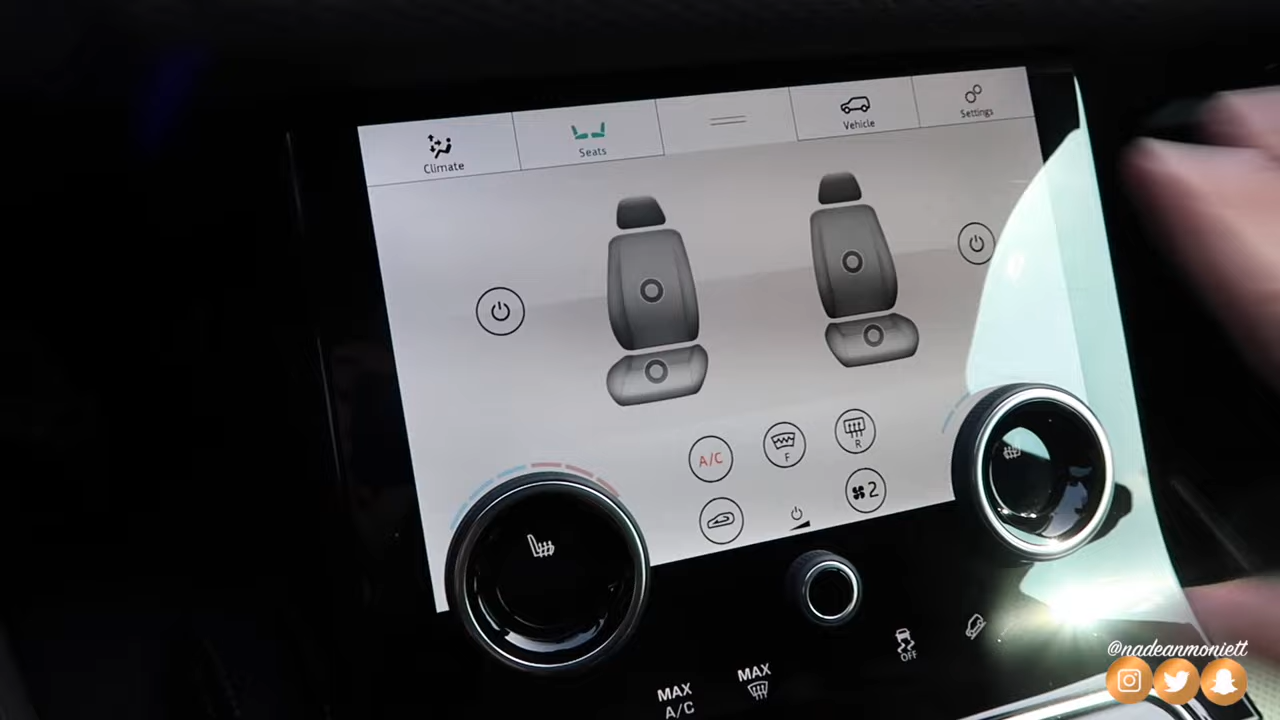 Climate
Seats
Vehicle
Settings
A/C
F
R
2
OFF
MAX
A/C
MAX
@nadeanmoniett